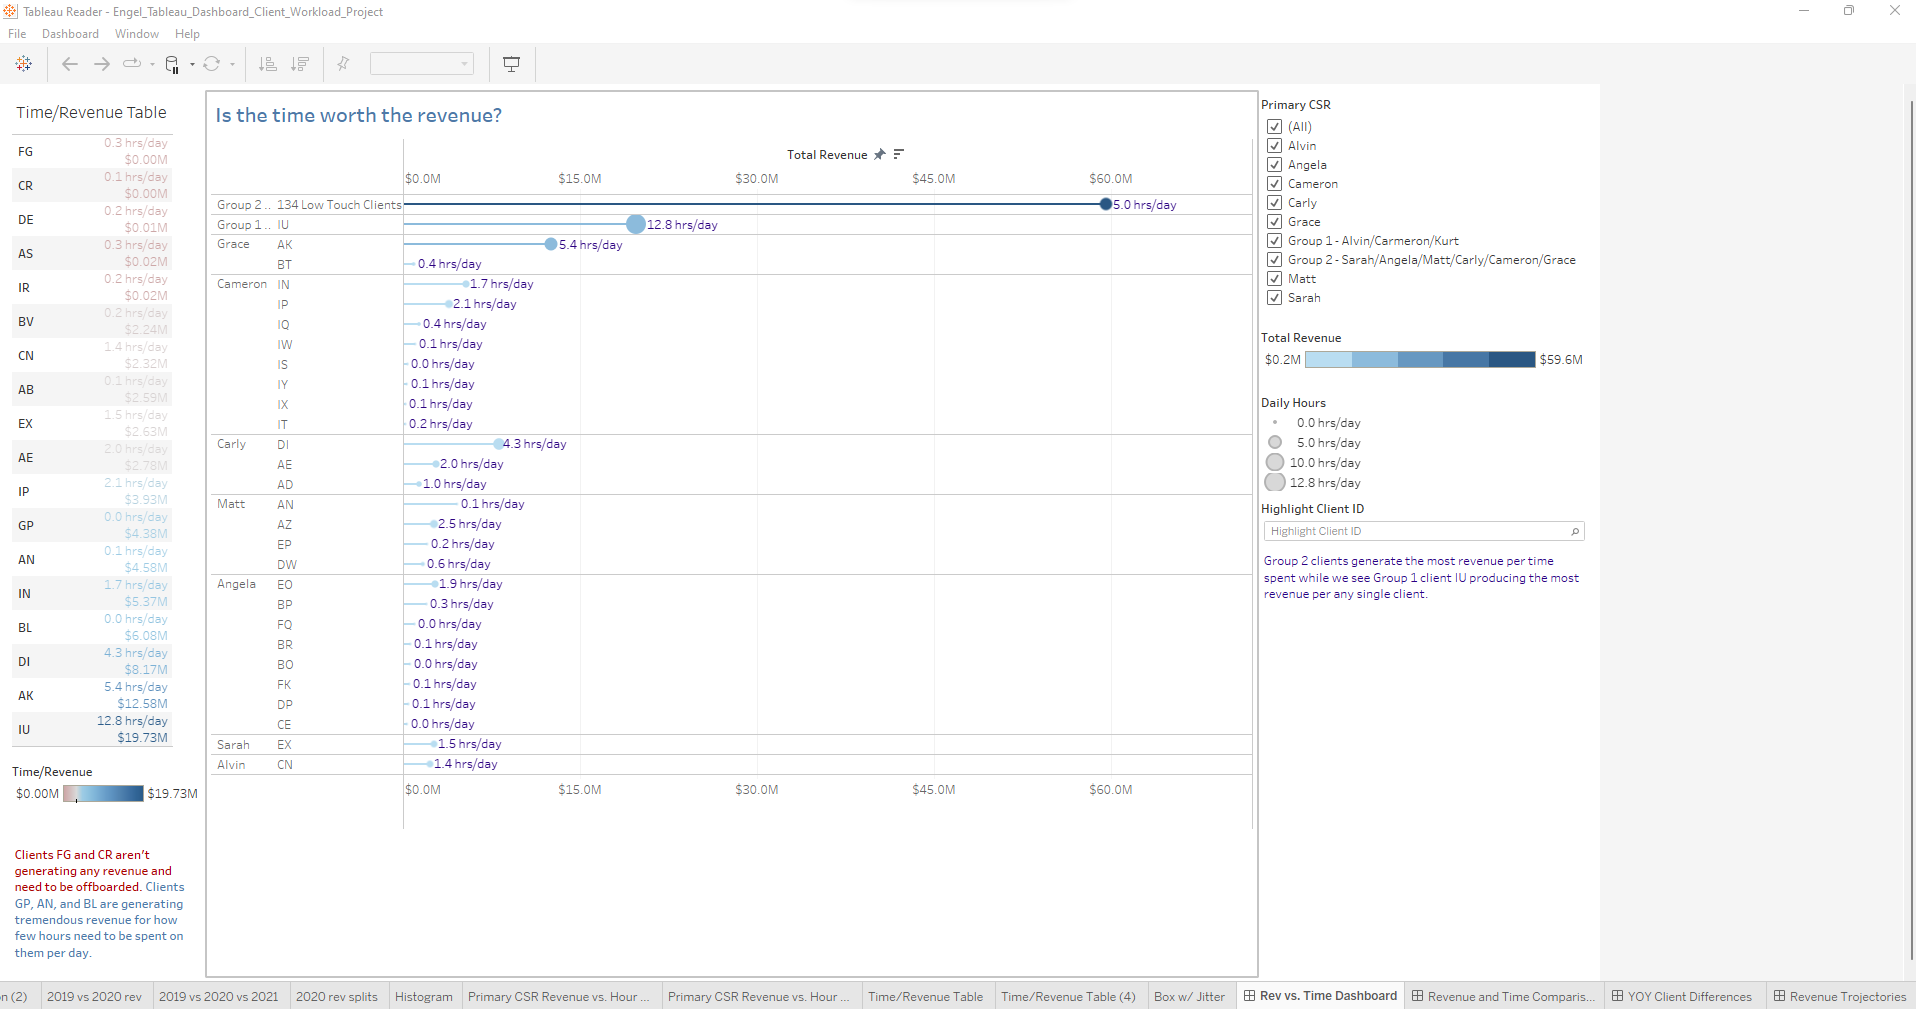 Tableau Reader - Engel_Tableau_Dashboard_Client_Workload_Project
File Dashboard Window Help
Time/Revenue Table
FG 0.3 hrs/day
$0.00M
CR 0.1 hrs/day
$0.00M
DE 0.2 hrs/day
$0.01M
AS 0.3 hrs/day
$0.02M
IR 0.2 hrs/day
$0.02M
BV 0.2 hrs/day
$2.24M
CN 1.4 hrs/day
$2.32M
AB 0.1 hrs/day
$2.59M
EX 1.5 hrs/day
$2.63M
AE 2.0 hrs/day
$2.78M
IP 2.1 hrs/day
$3.93M
GP 0.0 hrs/day
$4.38M
AN 0.1 hrs/day
$4.58M
IN 1.7 hrs/day
$5.37M
BL 0.0 hrs/day
$6.08M
DI 4.3 hrs/day
$8.17M
AK 5.4 hrs/day
$12.58M
IU 12.8 hrs/day
$19.73M
Time/Revenue
$0.00M $19.73M
Clients FG and CR aren't
generating any revenue and
need to be offboarded. Clients
GP, AN, and BL are generating
tremendous revenue for how
few hours need to be spent on
them per day.
Is the time worth the revenue?
Total Revenue
$0.0M $15.0M $30.0M $45.0M $60.0M
Group 2 .. 134 Low Touch Clients 5.0 hrs/day
Group 1 .. IU 12.8 hrs/day
Grace AK 5.4 hrs/day
BT 0.4 hrs/day
Cameron IN 1.7 hrs/day
IP 2.1 hrs/day
IQ 0.4 hrs/day
IW 0.1 hrs/day
IS 0.0 hrs/day
IY 0.1 hrs/day
IX 0.1 hrs/day
IT 0.2 hrs/day
Carly DI 4.3 hrs/day
AE 2.0 hrs/day
AD 1.0 hrs/day
Matt AN 0.1 hrs/day
AZ 2.5 hrs/day
EP 0.2 hrs/day
DW 0.6 hrs/day
Angela EO 1.9 hrs/day
BP 0.3 hrs/day
FQ 0.0 hrs/day
BR 0.1 hrs/day
BO 0.0 hrs/day
FK 0.1 hrs/day
DP 0.1 hrs/day
CE 0.0 hrs/day
Sarah EX 1.5 hrs/day
Alvin CN 1.4 hrs/day
$0.0M $15.0M $30.0M $45.0M $60.0M
Primary CSR
(All)
Alvin
Angela
Cameron
Carly
Grace
Group 1 - Alvin/Carmeron/Kurt
Group 2 - Sarah/Angela/Matt/Carly/Cameron/Grace
Matt
Sarah
Total Revenue
$0.2M $59.6M
Daily Hours
0.0 hrs/day
5.0 hrs/day
10.0 hrs/day
12.8 hrs/day
Highlight Client ID
Highlight Client ID
Group 2 clients generate the most revenue per time
spent while we see Group 1 client IU producing the most
revenue per any single client.
n (2) 2019 vs 2020 rev 2019 vs 2020 vs 2021 2020 rev splits Histogram Primary CSR Revenue vs. Hour ... Primary CSR Revenue vs. Hour ... Time/Revenue Table Time/Revenue Table (4) Box w/ Jitter Rev vs. Time Dashboard Revenue and Time Comparis... YOY Client Differences Revenue Trajectories